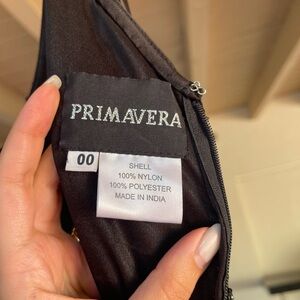 PRIMAVERA
00
SHELL
100% NYLON
100% POLYESTER
MADE IN INDIA